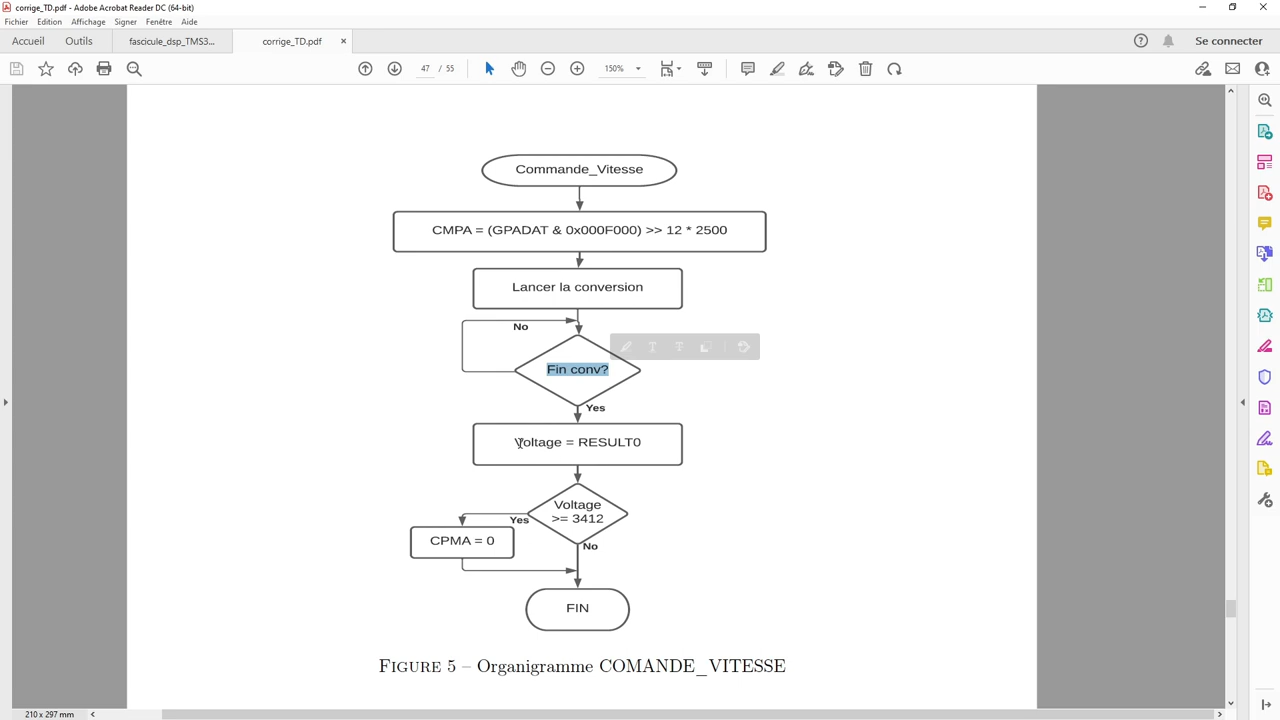 corrige_TD.pdf - Adobe Acrobat Reader DC (64-bit)
Fichier Edition Affichage Signer Fenêtre Aide
Accueil Outils fascicule_dsp_TMS3... corrige_TD.pdf Se connecter
47 / 55 150%
Commande_Vitesse
CMPA = (GPADAT & 0x000F000) >> 12 * 2500
Lancer la conversion
No
Fin conv?
Yes
Voltage = RESULT0
Voltage
>= 3412
Yes
CPMA = 0
No
FIN
FIGURE 5 – Organigramme COMANDE_VITESSE
210 x 297 mm